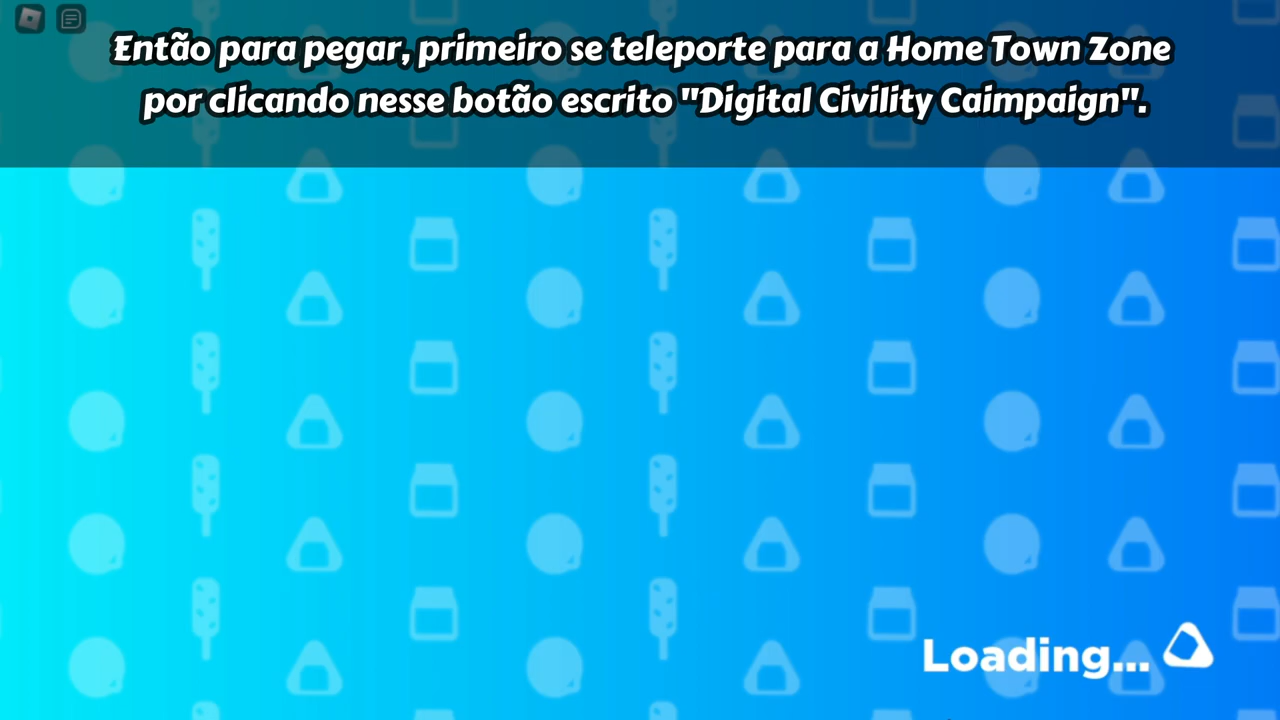 Então para pegar, primeiro se teleporte para a Home Town Zone
por clicando nesse botão escrito "Digital Civility Caimpaign".
Loading...